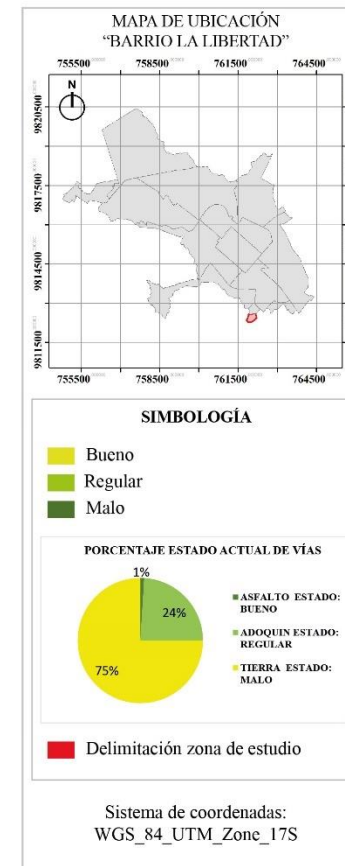 MAPA DE UBICACIÓN
“BARRIO LA LIBERTAD”
755500 758500 761500 764500
N
9820500
9817500
9814500
9811500
755500 758500 761500 764500
SIMBOLOGÍA
Bueno
Regular
Malo
PORCENTAJE ESTADO ACTUAL DE VÍAS
1%
24%
75%
ASFALTO ESTADO:
BUENO
ADOQUIN ESTADO:
REGULAR
TIERRA ESTADO:
MALO
Delimitación zona de estudio
Sistema de coordenadas:
WGS_84_UTM_Zone_17S